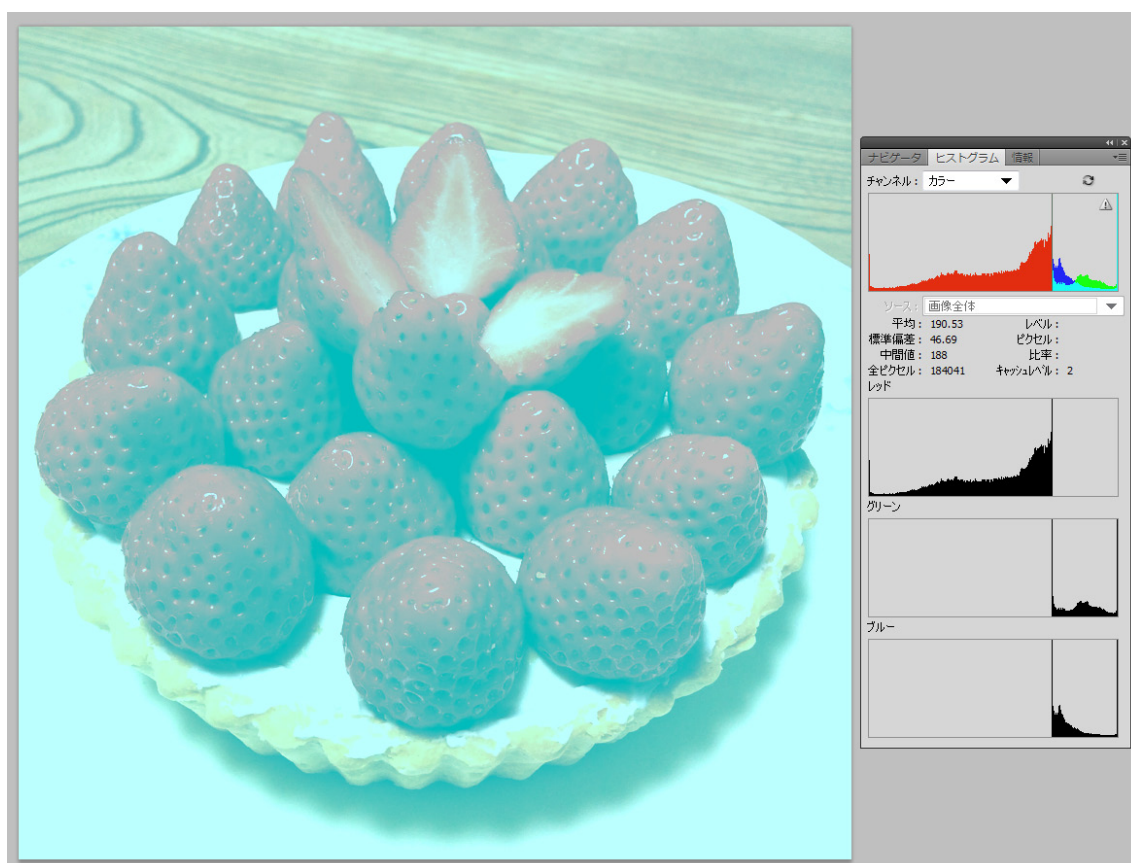 ナビゲータ ヒストグラム 情報
チャンネル： カラー
ソース： 画像全体
平均： 190.53 レベル：
標準偏差： 46.69 ピクセル：
中間値： 188 比率：
全ピクセル： 184041 キャッシュレベル： 2
レッド
グリーン
ブルー